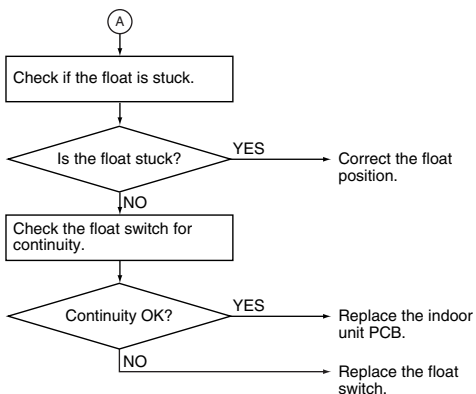 A
Check if the float is stuck.
Is the float stuck?
YES
Correct the float
position.
NO
Check the float switch for
continuity.
Continuity OK?
YES
Replace the indoor
unit PCB.
NO
Replace the float
switch.